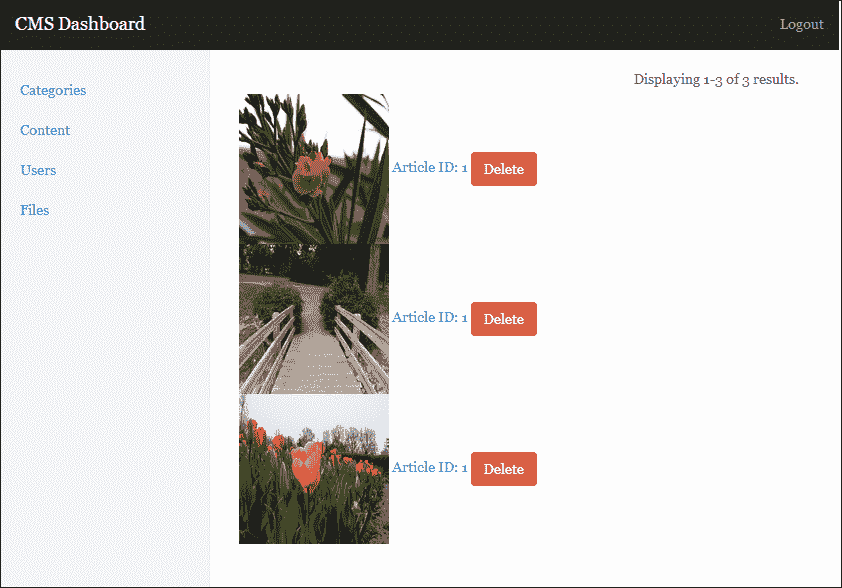 CMS Dashboard
Logout
Categories
Content
Users
Files
Displaying 1-3 of 3 results.
Article ID: 1 Delete
Article ID: 1 Delete
Article ID: 1 Delete